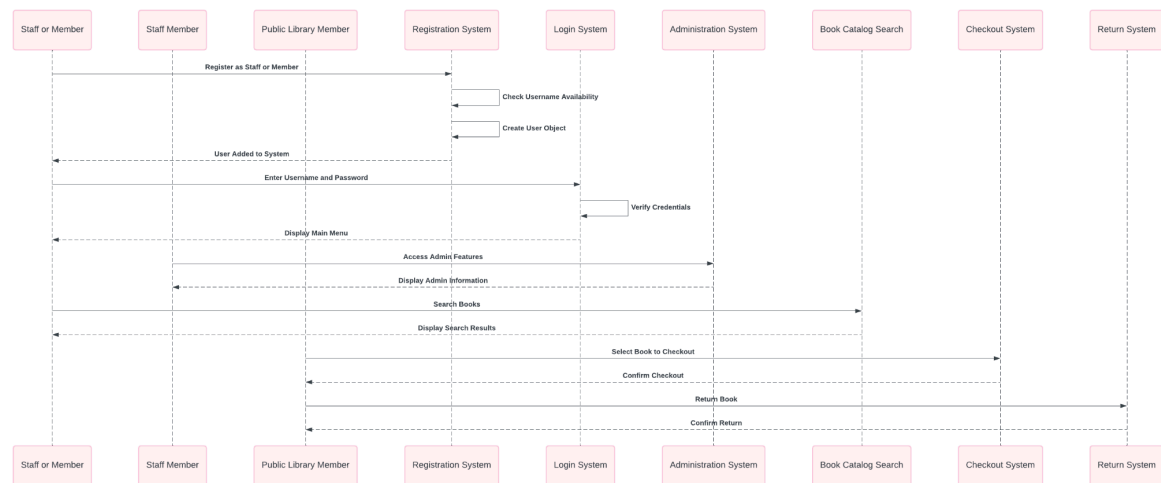 Staff or Member
Staff Member
Public Library Member
Registration System
Login System
Administration System
Book Catalog Search
Checkout System
Return System
Register as Staff or Member
Check Username Availability
Create User Object
User Added to System
Enter Username and Password
Verify Credentials
Display Main Menu
Access Admin Features
Display Admin Information
Search Books
Display Search Results
Select Book to Checkout
Confirm Checkout
Return Book
Confirm Return
Staff or Member
Staff Member
Public Library Member
Registration System
Login System
Administration System
Book Catalog Search
Checkout System
Return System